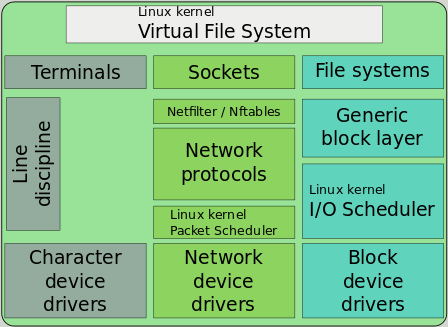 Linux kernel
Virtual File System
Terminals
Sockets
File systems
Line
discipline
Netfilter / Nftables
Network
protocols
Linux kernel
Packet Scheduler
Generic
block layer
Linux kernel
I/O Scheduler
Character
device
drivers
Network
device
drivers
Block
device
drivers